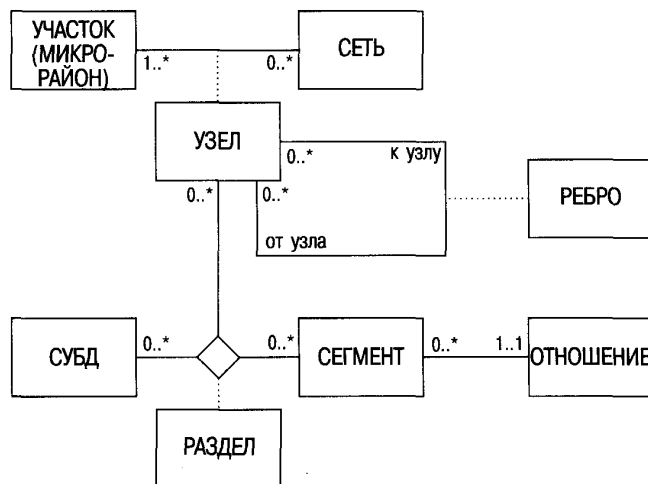 УЧАСТОК
(МИКРО-
РАЙОН)
1..*
0..*
СЕТЬ
УЗЕЛ
0..*
к узлу
0..*
0..*
от узла
РЕБРО
СУБД
0..*
0..*
СЕГМЕНТ
0..*
1..1
ОТНОШЕНИЕ
РАЗДЕЛ